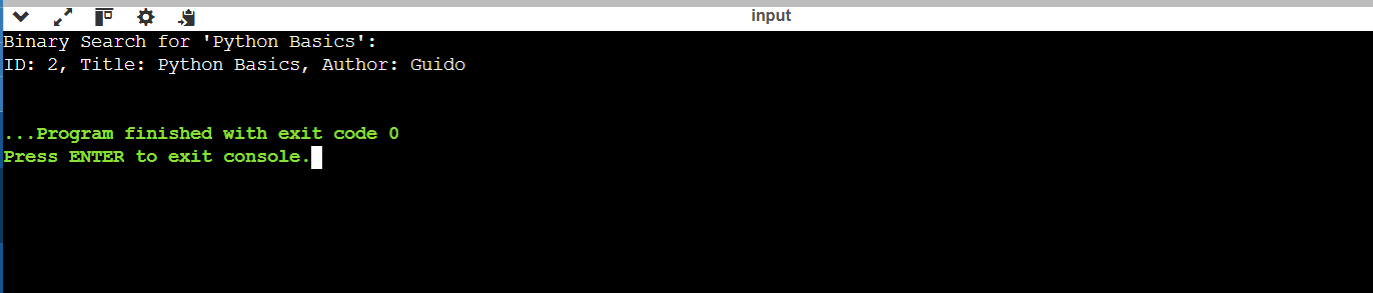 input
Binary Search for 'Python Basics':
ID: 2, Title: Python Basics, Author: Guido
...Program finished with exit code 0
Press ENTER to exit console.